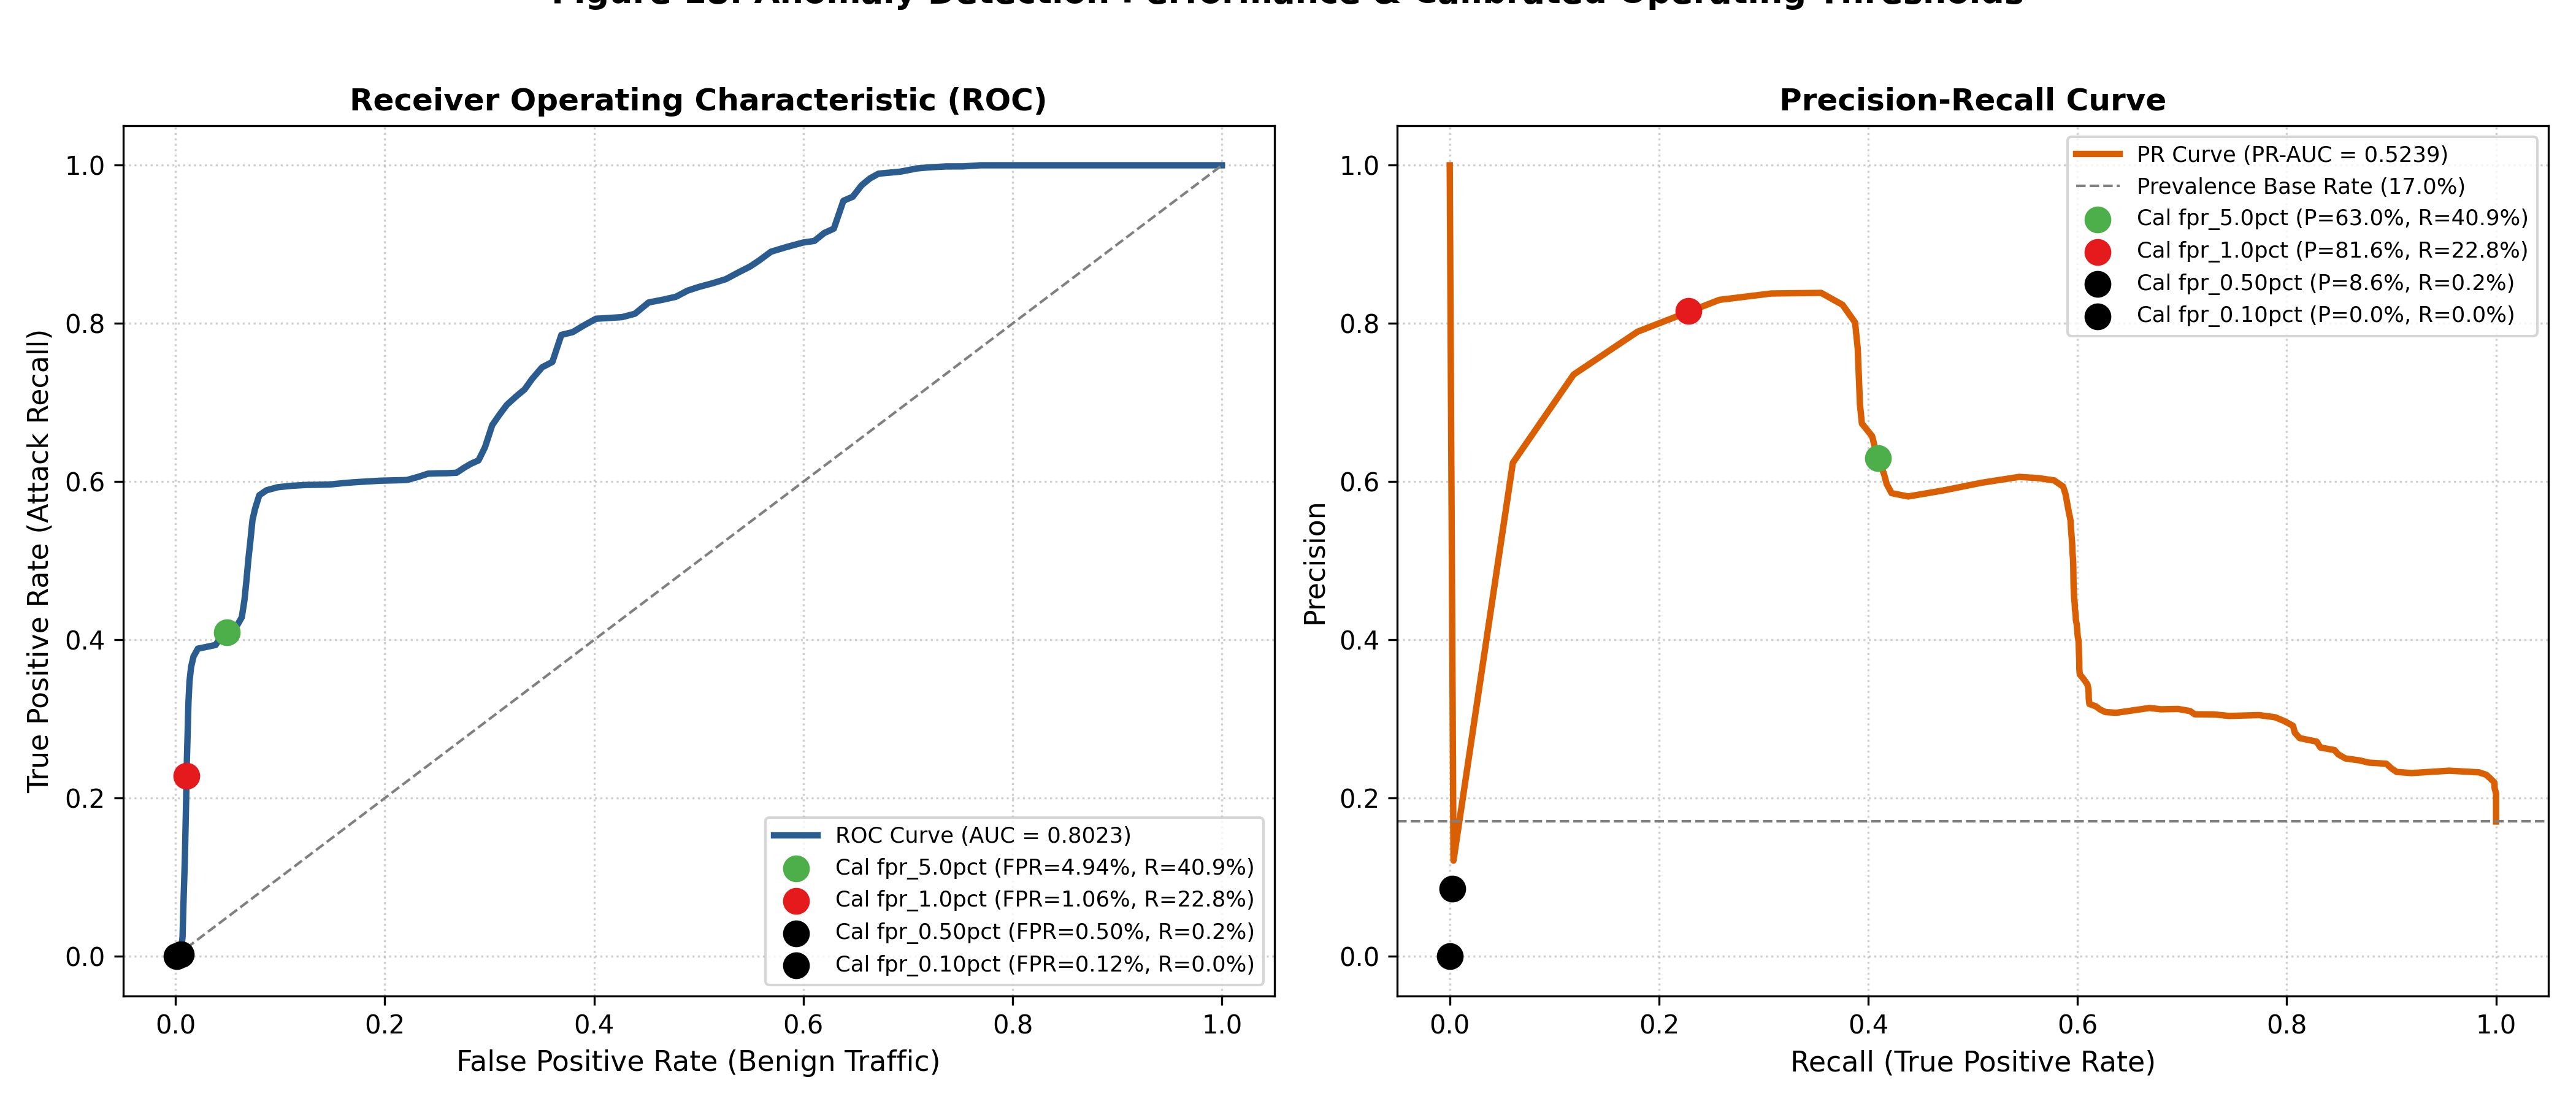 Anomaly Detection Performance & Calibrated Operating Thresholds
Receiver Operating Characteristic (ROC)
True Positive Rate (Attack Recall)
1.0
0.8
0.6
0.4
0.2
0.0
ROC Curve (AUC = 0.8023)
Cal fpr_5.0pct (FPR=4.94%, R=40.9%)
Cal fpr_1.0pct (FPR=1.06%, R=22.8%)
Cal fpr_0.50pct (FPR=0.50%, R=0.2%)
Cal fpr_0.10pct (FPR=0.12%, R=0.0%)
0.0 0.2 0.4 0.6 0.8 1.0
False Positive Rate (Benign Traffic)
Precision-Recall Curve
Precision
1.0
0.8
0.6
0.4
0.2
0.0
PR Curve (PR-AUC = 0.5239)
Prevalence Base Rate (17.0%)
Cal fpr_5.0pct (P=63.0%, R=40.9%)
Cal fpr_1.0pct (P=81.6%, R=22.8%)
Cal fpr_0.50pct (P=8.6%, R=0.2%)
Cal fpr_0.10pct (P=0.0%, R=0.0%)
0.0 0.2 0.4 0.6 0.8 1.0
Recall (True Positive Rate)